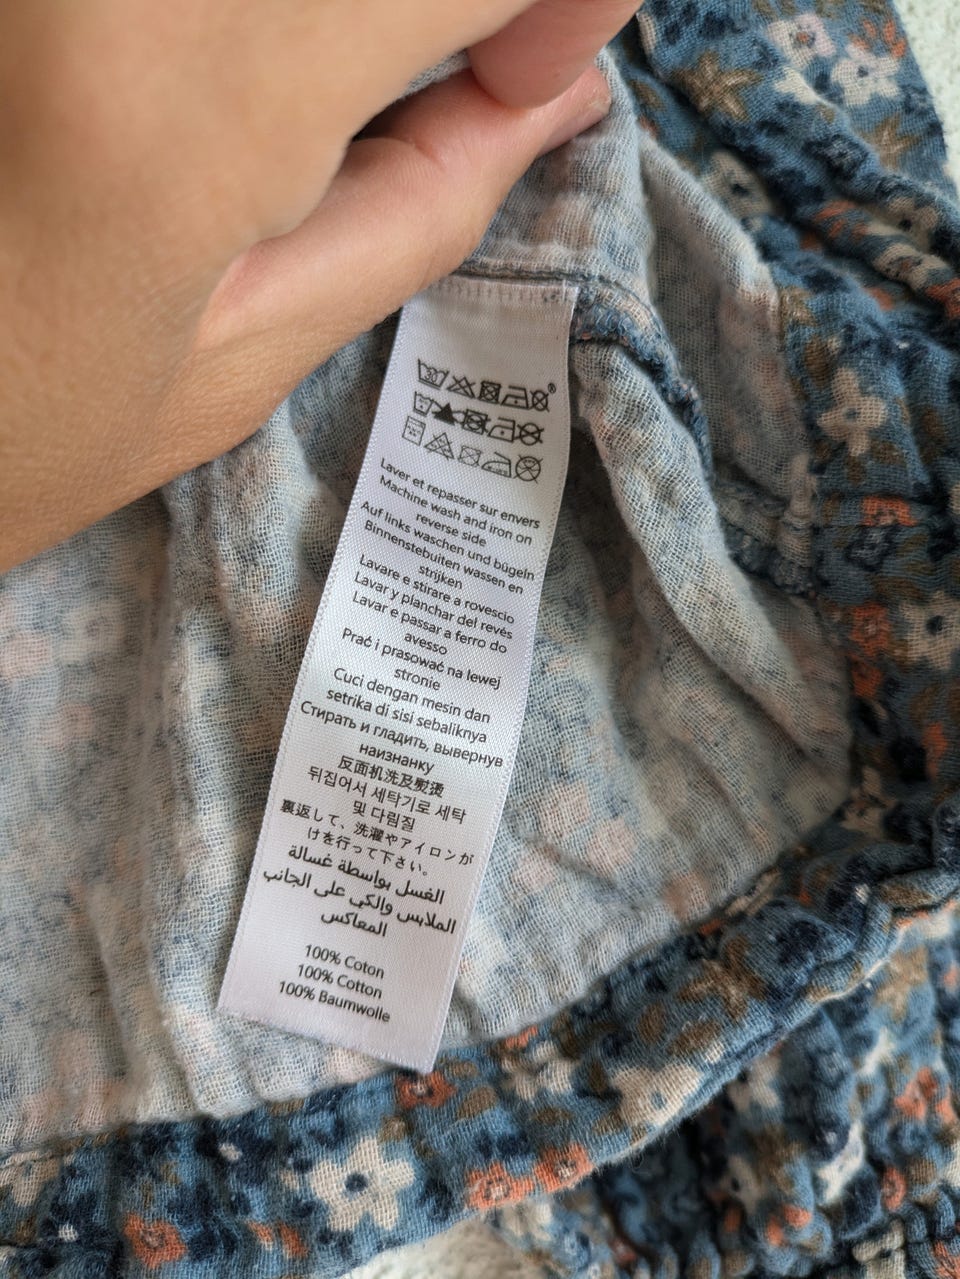 Laver et repasser sur envers
Machine wash and iron on
reverse side
Auf links waschen und bügeln
Binnenstebuiten wassen en
strijken
Lavare e stirare a rovescio
Lavar y planchar del revés
Lavar e passar a ferro do
avesso
Prać i prasować na lewej
stronie
Cuci dengan mesin dan
setrika di sisi sebaliknya
Стирать и гладить, вывернув
наизнанку
反面机洗及熨烫
뒤집어서 세탁기로 세탁
및 다림질
裏返して、洗濯やアイロンが
けを行って下さい。
الغسل بواسطة غسالة
الملابس والكي على الجانب
المعاكس
100% Coton
100% Cotton
100% Baumwolle